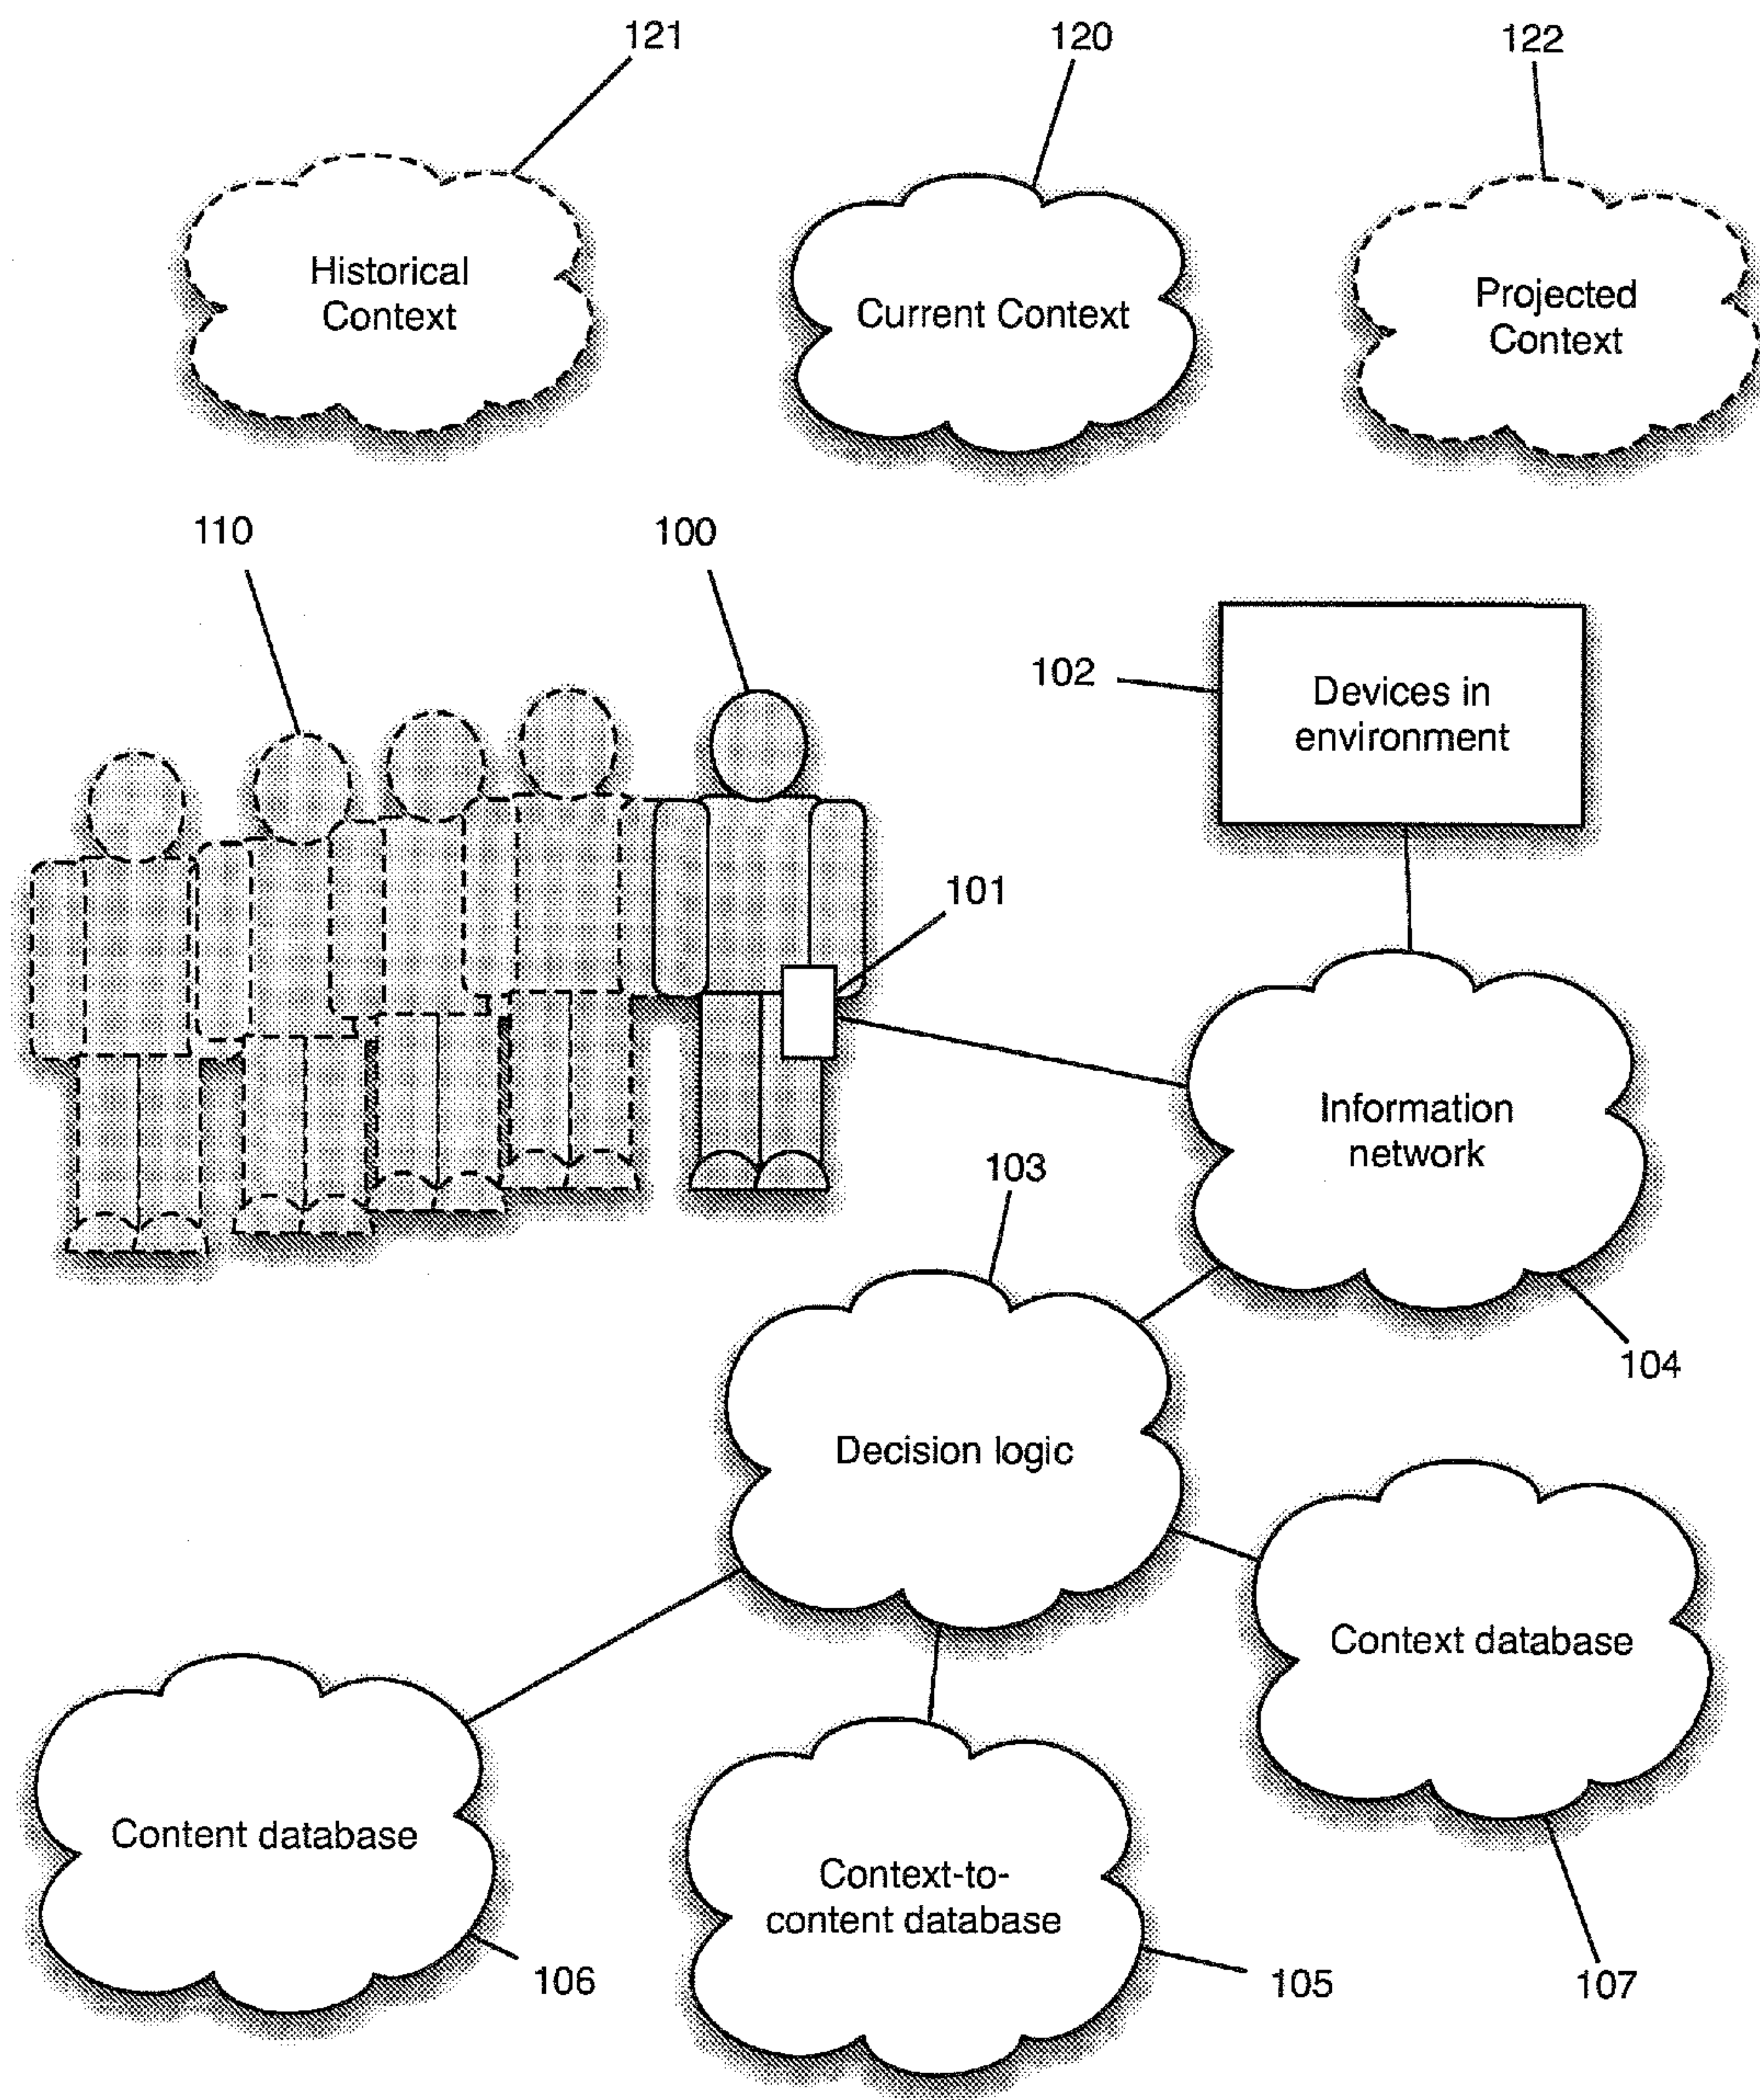 121
120
122
Historical
Context
Current Context
Projected
Context
110
100
102
Devices in
environment
101
Information
network
103
104
Decision logic
Context database
Content database
Context-to-
content database
106
105
107